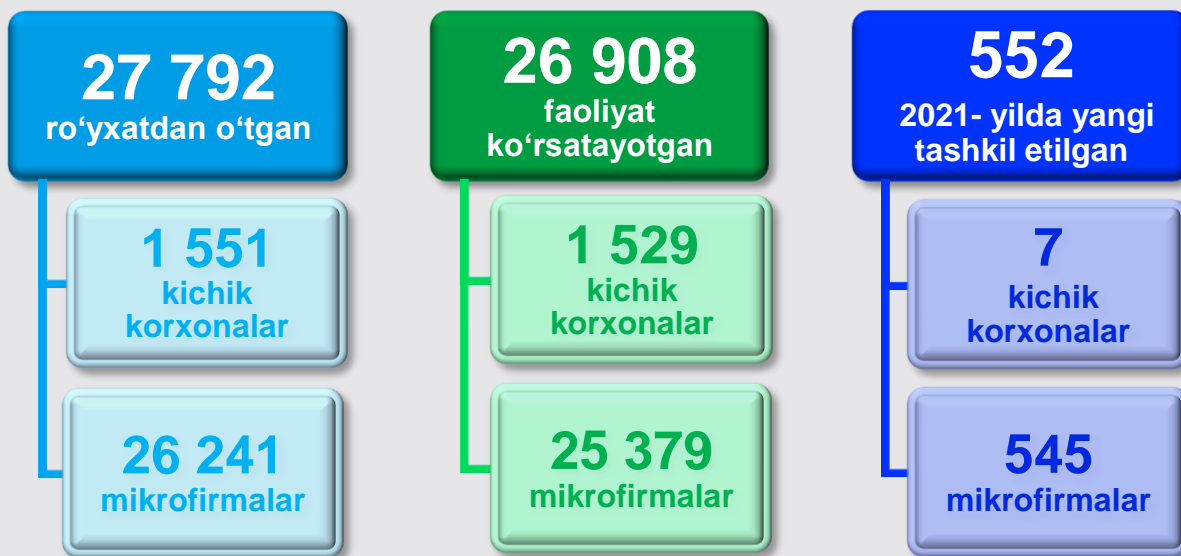 27 792
ro‘yxatdan o‘tgan
1 551
kichik
korxonalar
26 241
mikrofirmalar
26 908
faoliyat
ko‘rsatayotgan
1 529
kichik
korxonalar
25 379
mikrofirmalar
552
2021- yilda yangi
tashkil etilgan
7
kichik
korxonalar
545
mikrofirmalar